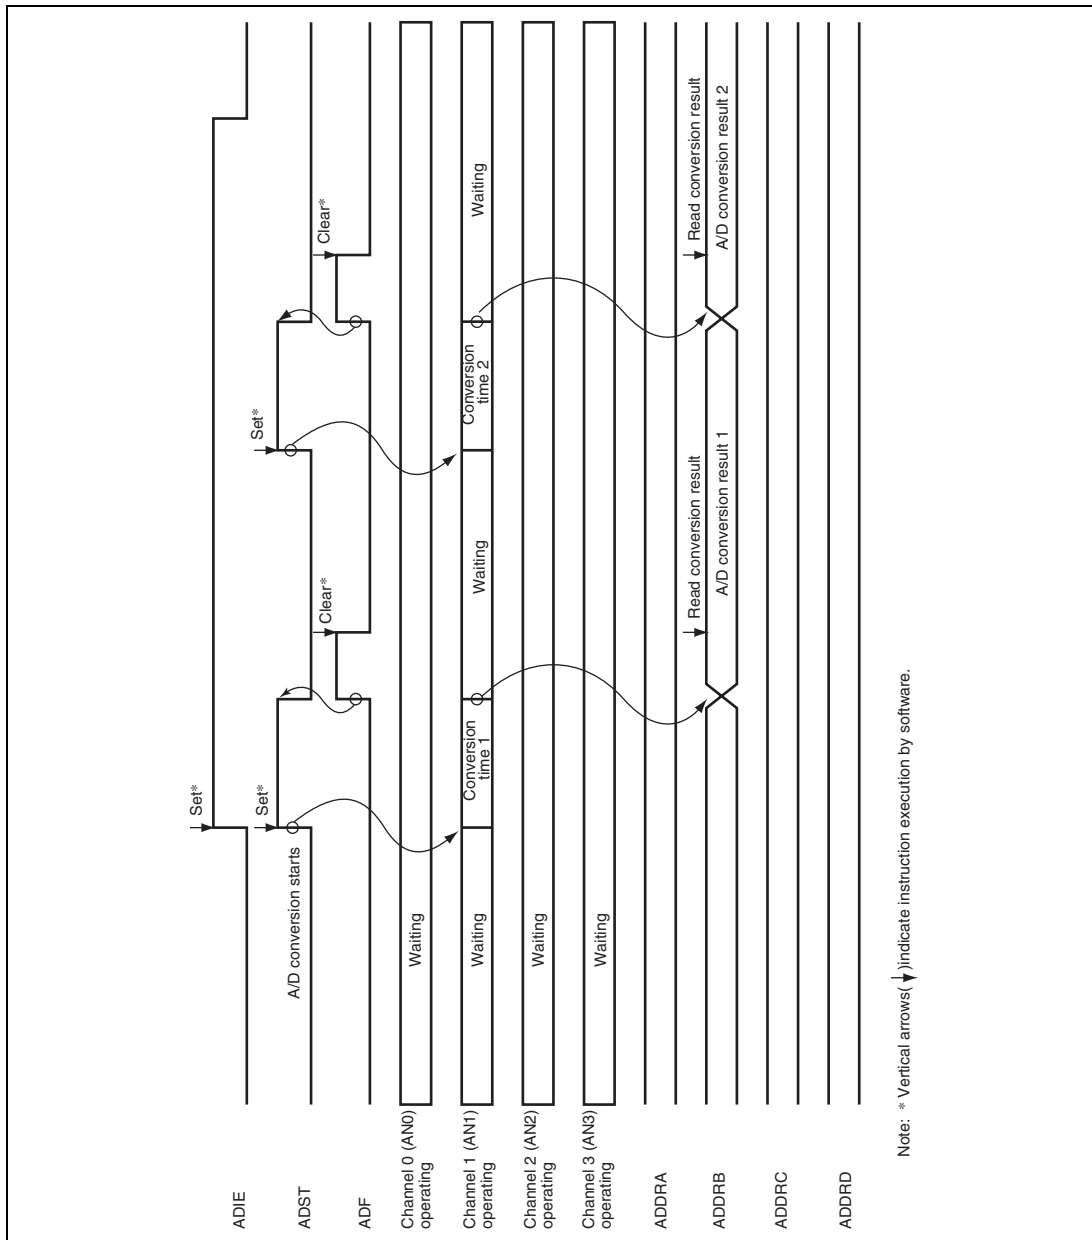 ADIE
Set*
ADST
A/D conversion starts
Set*
Set*
ADF
Clear*
Clear*
Channel 0 (AN0)
operating
Waiting
Channel 1 (AN1)
operating
Waiting
Conversion
time 1
Waiting
Conversion
time 2
Waiting
Channel 2 (AN2)
operating
Waiting
Channel 3 (AN3)
operating
Waiting
ADDRA
Read conversion result
Read conversion result
ADDRB
A/D conversion result 1
A/D conversion result 2
ADDRC
ADDRD
Note: * Vertical arrows(↓)indicate instruction execution by software.